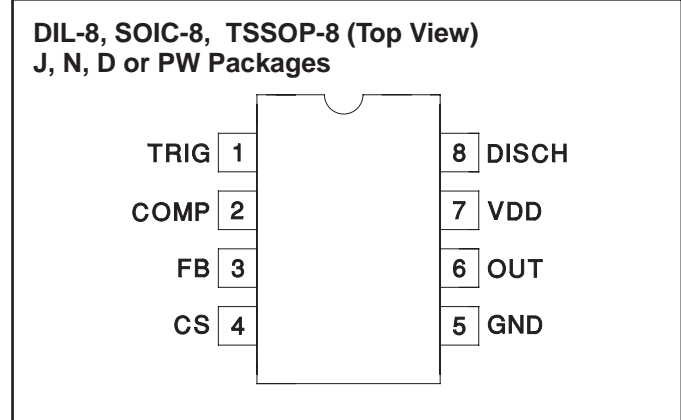 DIL-8, SOIC-8, TSSOP-8 (Top View)
J, N, D or PW Packages
TRIG 1 8 DISCH
COMP 2 7 VDD
FB 3 6 OUT
CS 4 5 GND